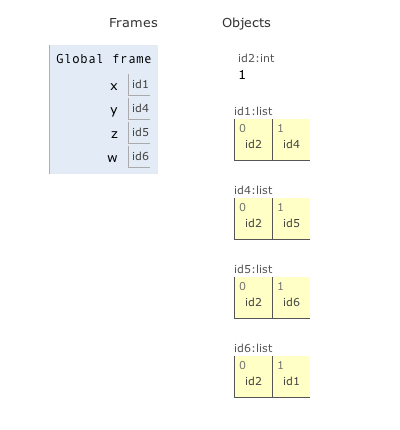 Frames
Objects
Global frame
x id1
y id4
z id5
w id6
id2:int
1
id1:list
0 1
id2 id4
id4:list
0 1
id2 id5
id5:list
0 1
id2 id6
id6:list
0 1
id2 id1